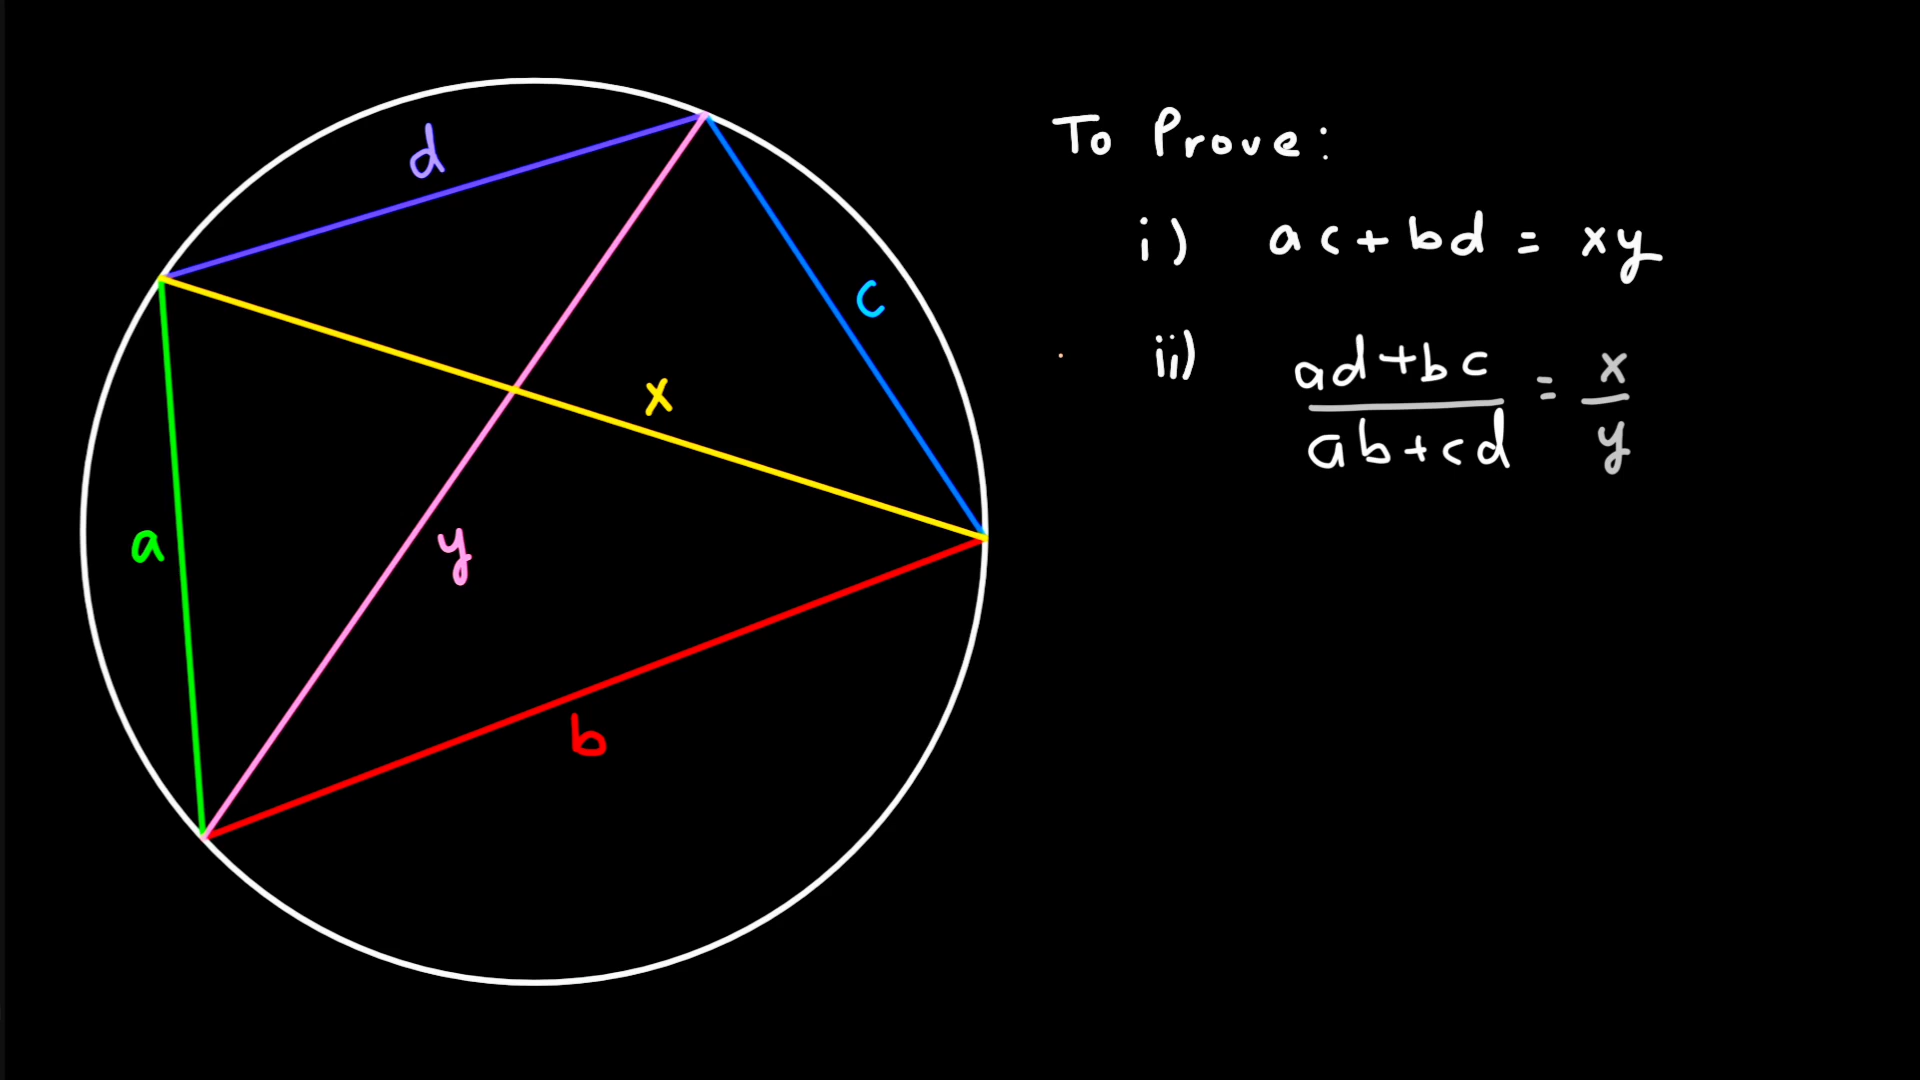 To Prove:
d
i) ac+bd = xy
c
ii) ad+bc/ab+cd = x/y
x
a
y
b